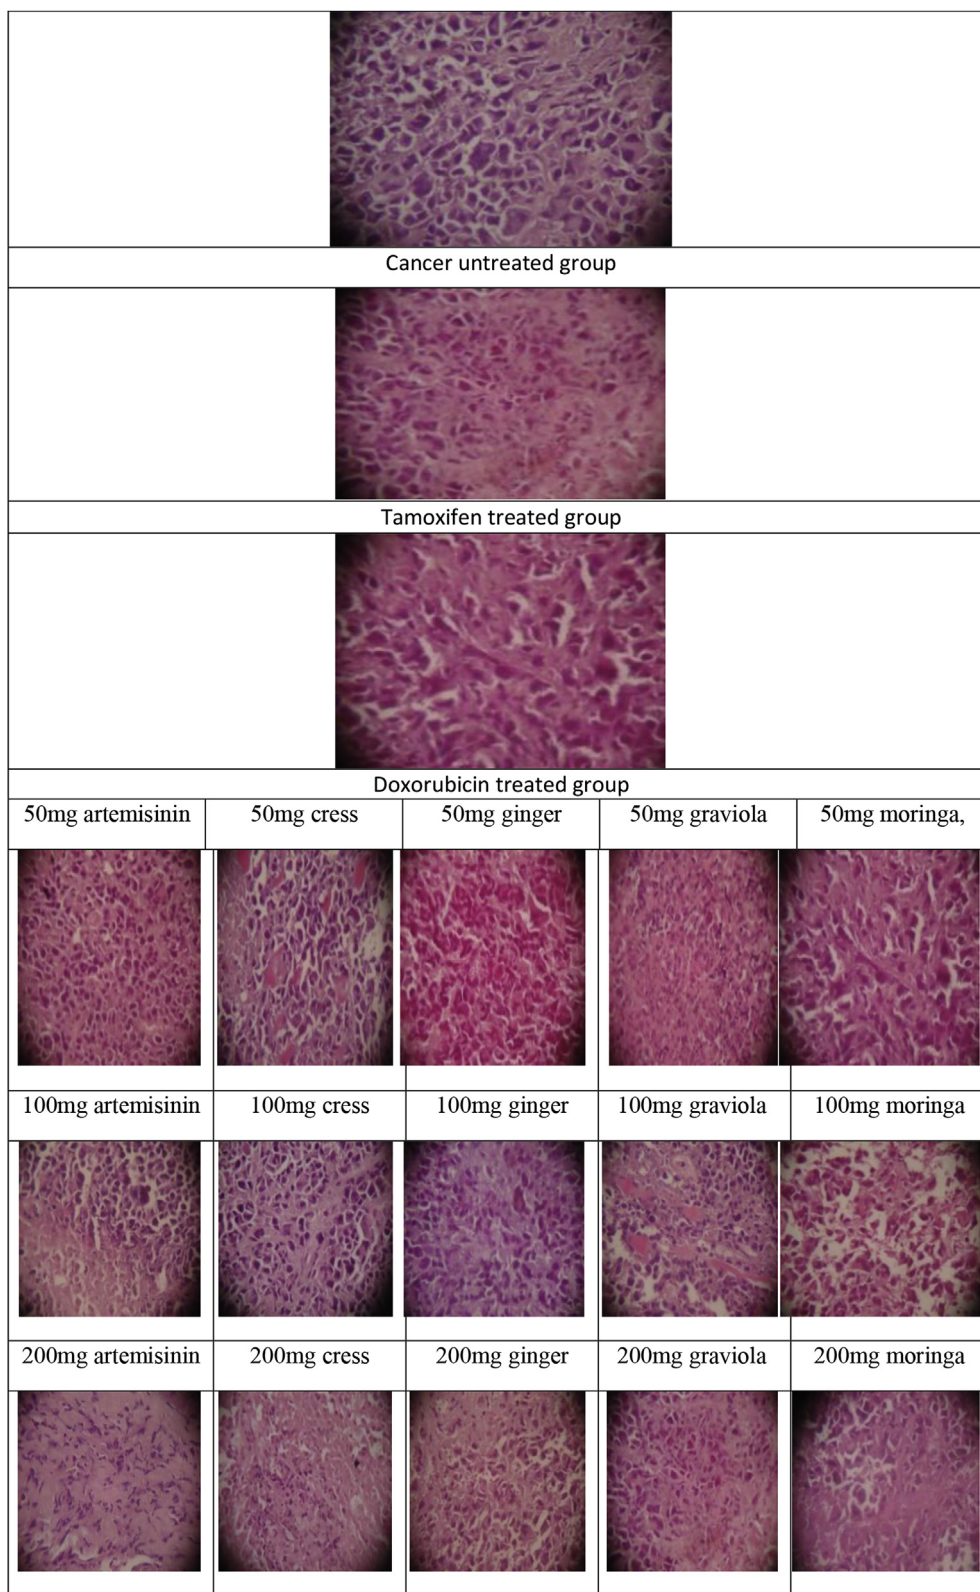 Cancer untreated group
Tamoxifen treated group
Doxorubicin treated group
50mg artemisinin 50mg cress 50mg ginger 50mg graviola 50mg moringa,
100mg artemisinin 100mg cress 100mg ginger 100mg graviola 100mg moringa
200mg artemisinin 200mg cress 200mg ginger 200mg graviola 200mg moringa